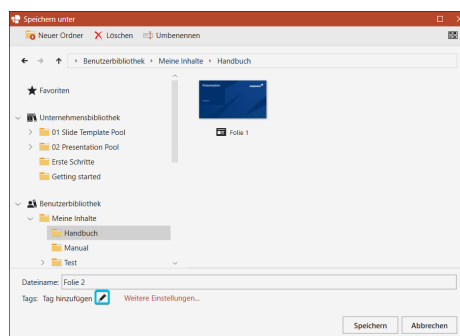 Speichern unter
Neuer Ordner Löschen Umbenennen
Benutzerbibliothek Meine Inhalte Handbuch
Favoriten
Unternehmensbibliothek
01 Slide Template Pool
02 Presentation Pool
Erste Schritte
Getting started
Benutzerbibliothek
Meine Inhalte
Handbuch
Manual
Test
Folie 1
Dateiname: Folie 2
Tags: Tag hinzufügen Weitere Einstellungen...
Speichern Abbrechen